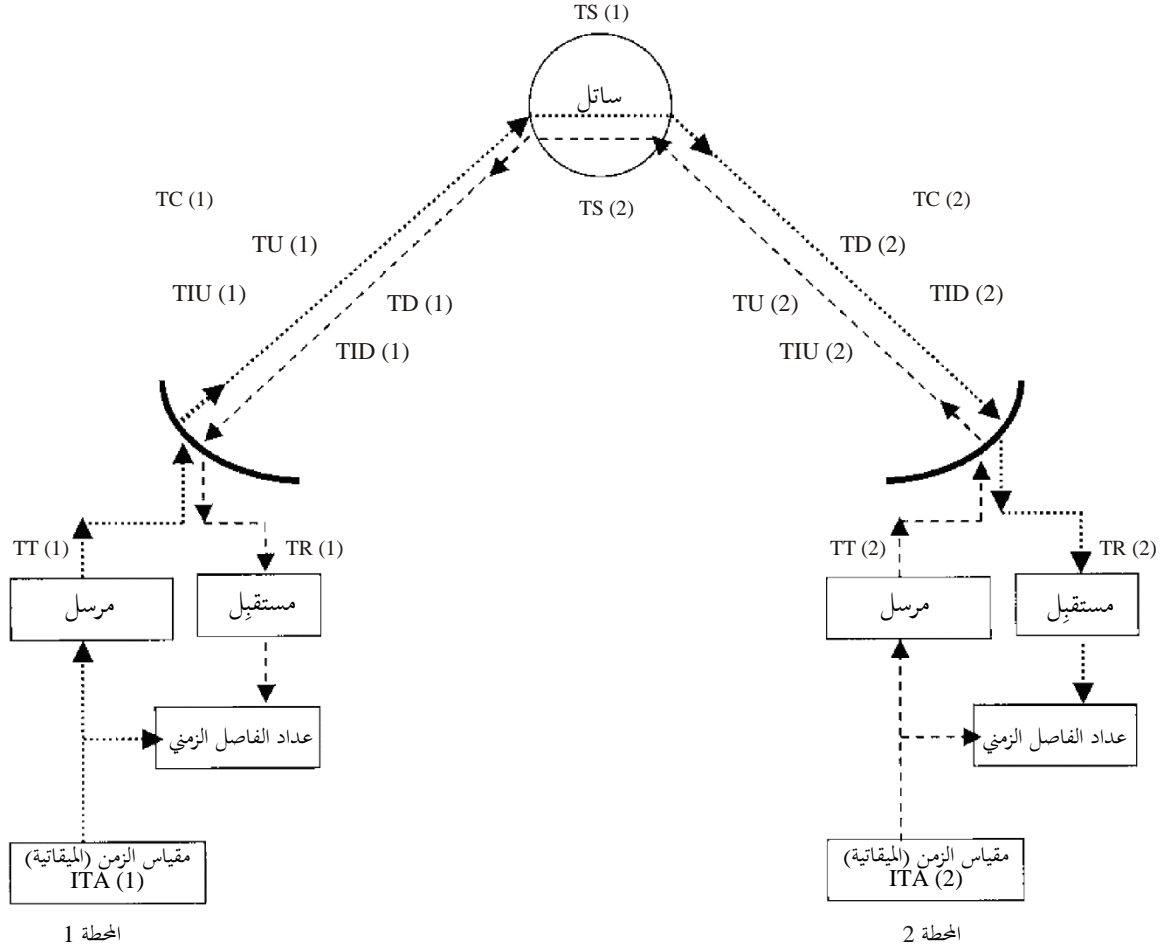 TS (1)
ساتل
TS (2)
TC (1)
TU (1)
TIU (1)
TD (1)
TID (1)
TC (2)
TD (2)
TID (2)
TU (2)
TIU (2)
TT (1)
TR (1)
مرسل
مستقبِل
عداد الفاصل الزمني
مقياس الزمن (الميقاتية)
ITA (1)
المحطة 1
TT (2)
TR (2)
مرسل
مستقبِل
عداد الفاصل الزمني
مقياس الزمن (الميقاتية)
ITA (2)
المحطة 2